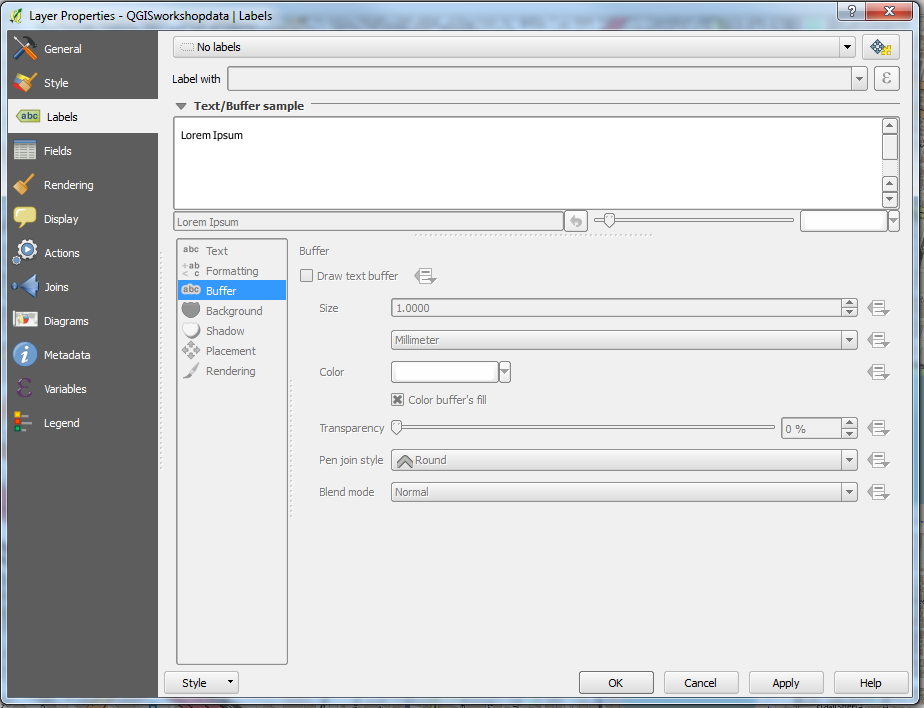 Layer Properties - QGISworkshopdata | Labels
General
Style
Labels
Fields
Rendering
Display
Actions
Joins
Diagrams
Metadata
Variables
Legend
No labels
Label with
Text/Buffer sample
Lorem Ipsum
Lorem Ipsum
Text
Formatting
Buffer
Background
Shadow
Placement
Rendering
Buffer
Draw text buffer
Size 1.0000
Millimeter
Color
Color buffer's fill
Transparency 0 %
Pen join style Round
Blend mode Normal
Style OK Cancel Apply Help